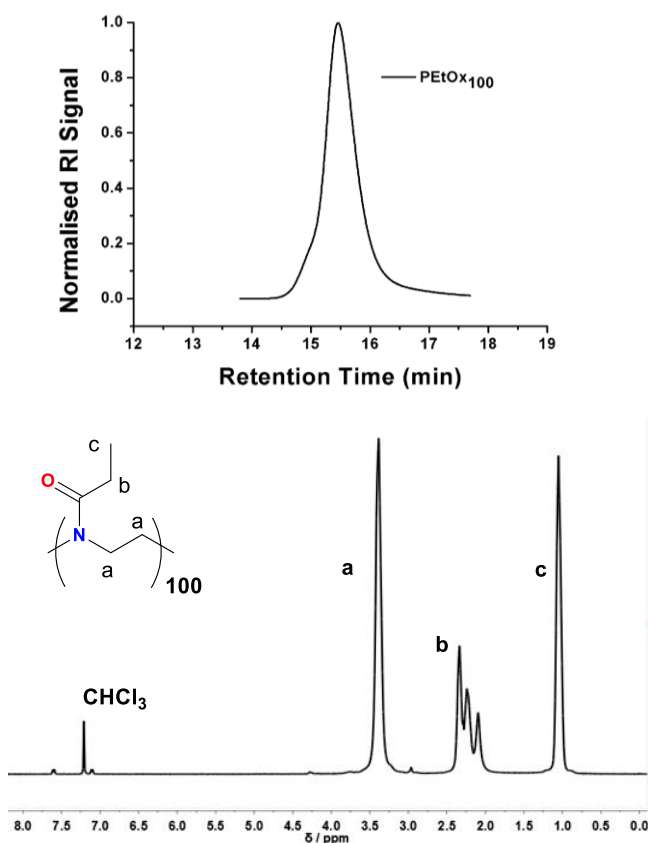 1.0
0.8
0.6
0.4
0.2
0.0
Normalised RI Signal
PEtOx100
12 13 14 15 16 17 18 19
Retention Time (min)
c
O
b
a
N
a
100
a
b
c
CHCl3
8.0 7.5 7.0 6.5 6.0 5.5 5.0 4.5 4.0 3.5 3.0 2.5 2.0 1.5 1.0 0.5 0.0
δ / ppm